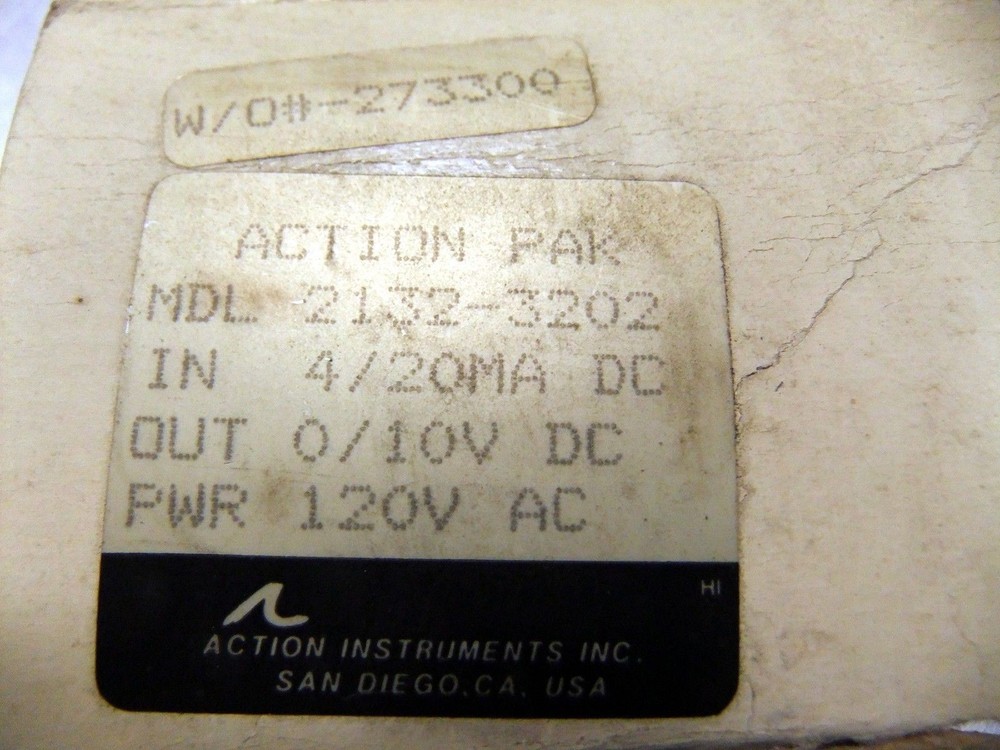 W/O#-273300
ACTION PAK
MDL 2132-3202
IN 4/20MA DC
OUT 0/10V DC
PWR 120V AC
HI
ACTION INSTRUMENTS INC.
SAN DIEGO,CA, USA